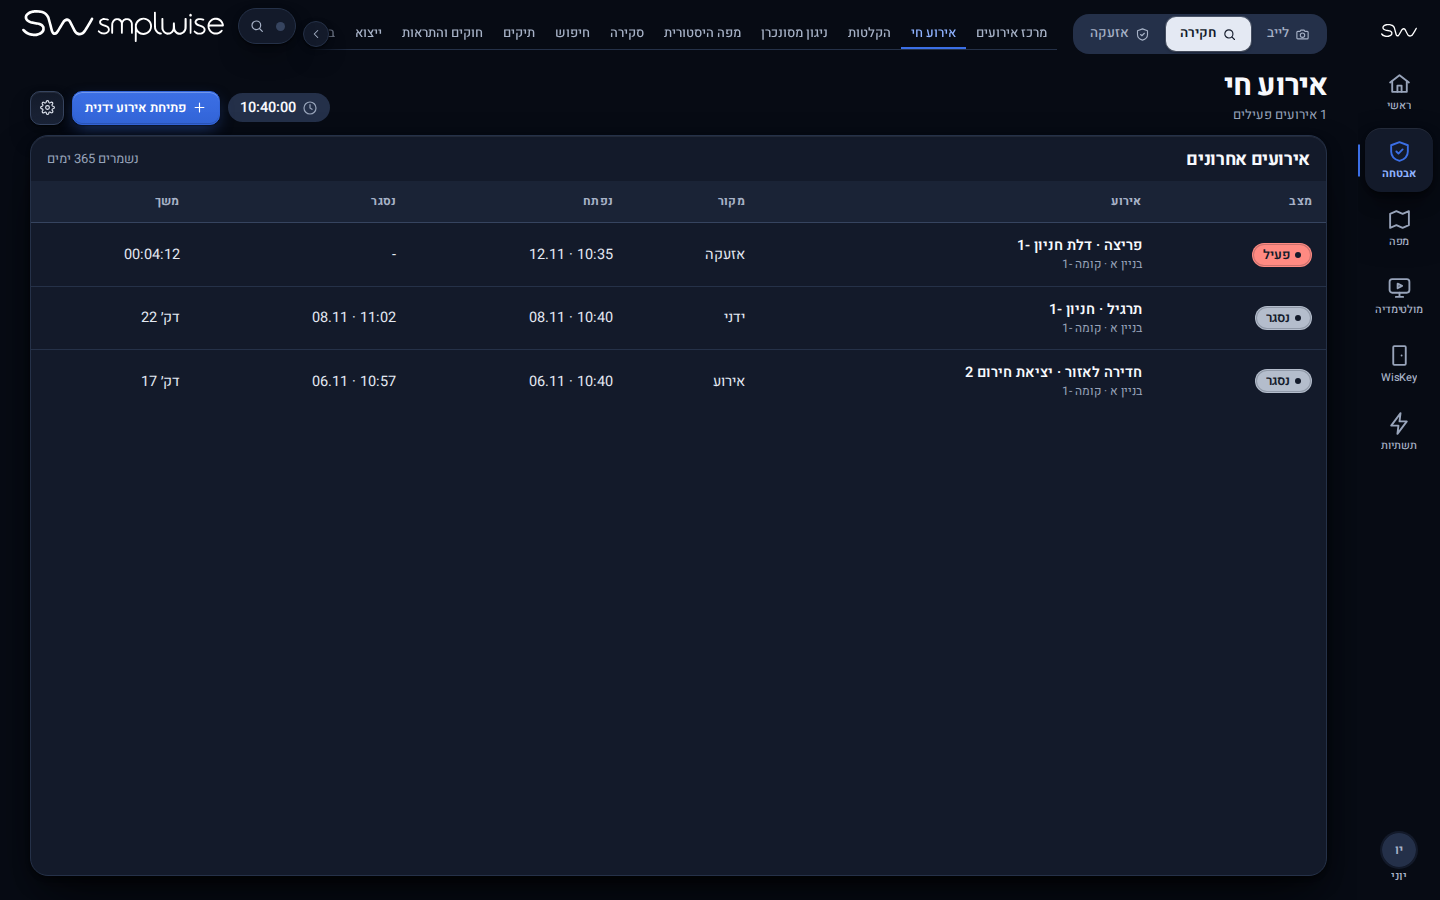 SW smplwise
לייב
חקירה
אזעקה
מרכז אירועים
אירוע חי
הקלטות
ניגון מסונכרן
מפה היסטורית
סקירה
חיפוש
תיקים
חוקים והתראות
ייצוא
SW
ראשי
אבטחה
מפה
מולטימדיה
WisKey
תשתיות
יו
יוני
אירוע חי
1 אירועים פעילים
10:40:00
+ פתיחת אירוע ידנית
אירועים אחרונים
נשמרים 365 ימים
מצב אירוע מקור נפתח נסגר משך
פעיל פריצה · דלת חניון -1 אזעקה 12.11 · 10:35 - 00:04:12
בניין א · קומה -1
נסגר תרגיל · חניון -1 ידני 08.11 · 10:40 08.11 · 11:02 22 דק׳
בניין א · קומה -1
נסגר חדירה לאזור · יציאת חירום 2 אירוע 06.11 · 10:40 06.11 · 10:57 17 דק׳
בניין א · קומה -1